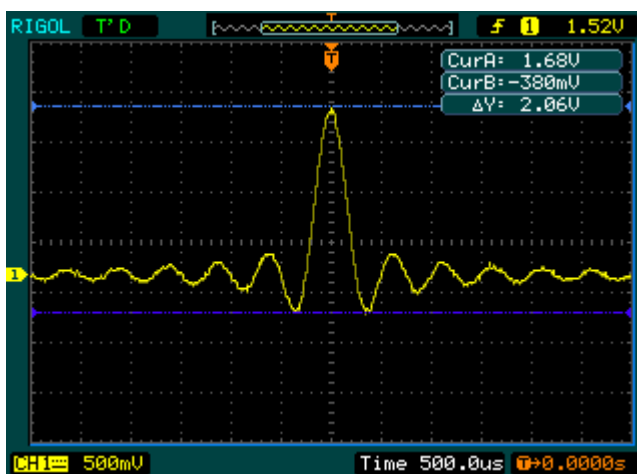 RIGOL T'D T f 1 1.52V
T
CurA: 1.68V
CurB:-380mV
ΔY: 2.06V
1
CH1 500mV Time 500.0us T→0.0000s